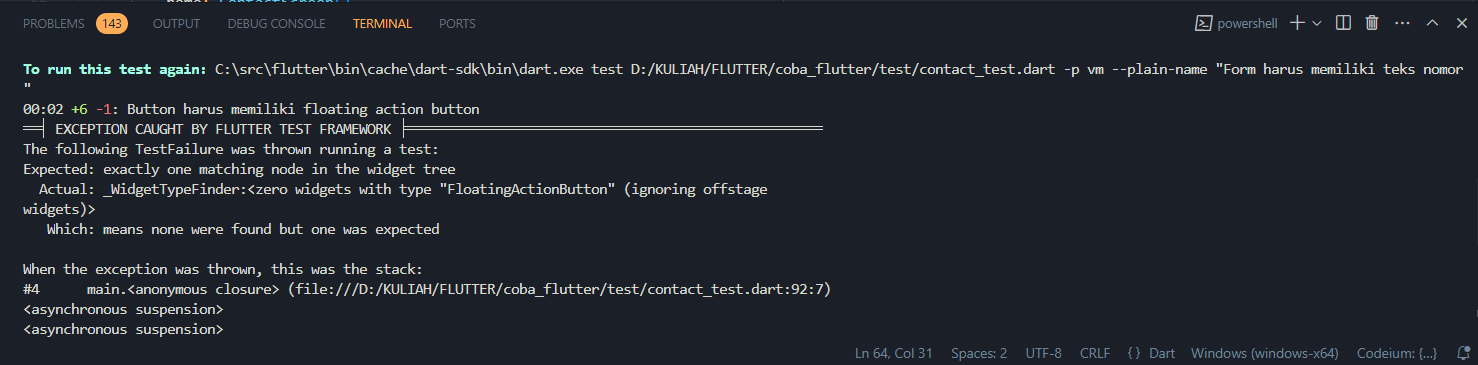 PROBLEMS 143 OUTPUT DEBUG CONSOLE TERMINAL PORTS powershell
To run this test again: C:\src\flutter\bin\cache\dart-sdk\bin\dart.exe test D:/KULIAH/FLUTTER/coba_flutter/test/contact_test.dart -p vm --plain-name "Form harus memiliki teks nomor
"
00:02 +6 -1: Button harus memiliki floating action button
══╡ EXCEPTION CAUGHT BY FLUTTER TEST FRAMEWORK ╞════════════════════════════════════════════════════
The following TestFailure was thrown running a test:
Expected: exactly one matching node in the widget tree
Actual: _WidgetTypeFinder:<zero widgets with type "FloatingActionButton" (ignoring offstage
widgets)>
Which: means none were found but one was expected
When the exception was thrown, this was the stack:
#4 main.<anonymous closure> (file:///D:/KULIAH/FLUTTER/coba_flutter/test/contact_test.dart:92:7)
<asynchronous suspension>
<asynchronous suspension>
Ln 64, Col 31 Spaces: 2 UTF-8 CRLF {} Dart Windows (windows-x64) Codeium: {...}